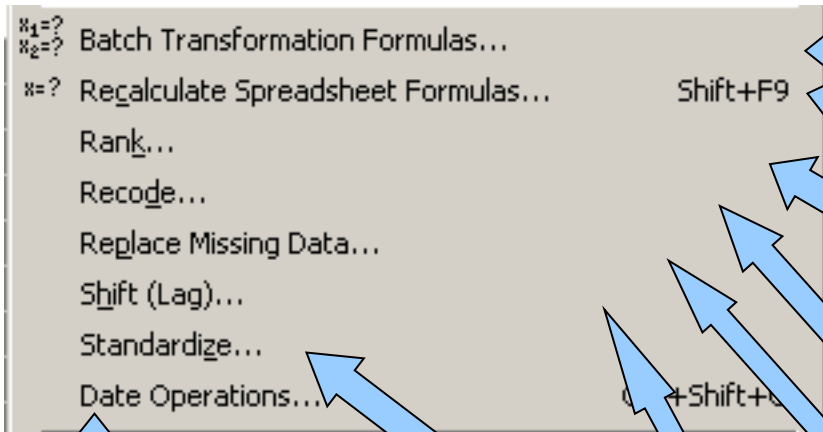 x1=?
x2=? Batch Transformation Formulas...
x=? Recalculate Spreadsheet Formulas... Shift+F9
Rank...
Recode...
Replace Missing Data...
Shift (Lag)...
Standardize...
Date Operations... +Shift+